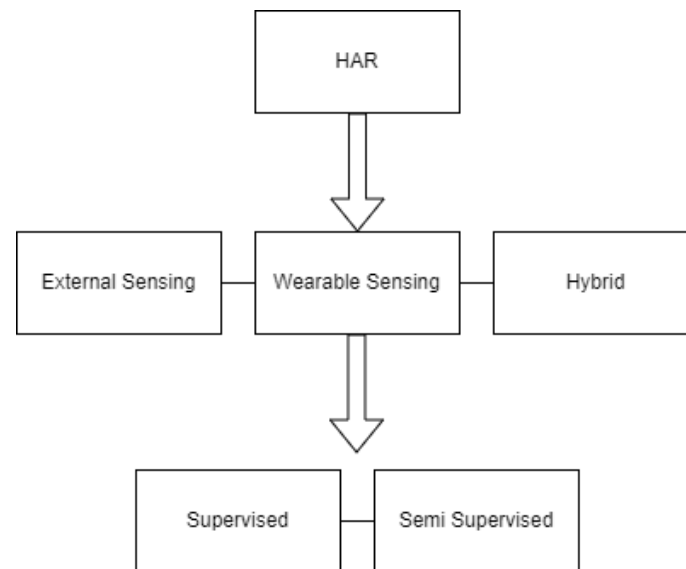 HAR
External Sensing
Wearable Sensing
Hybrid
Supervised
Semi Supervised